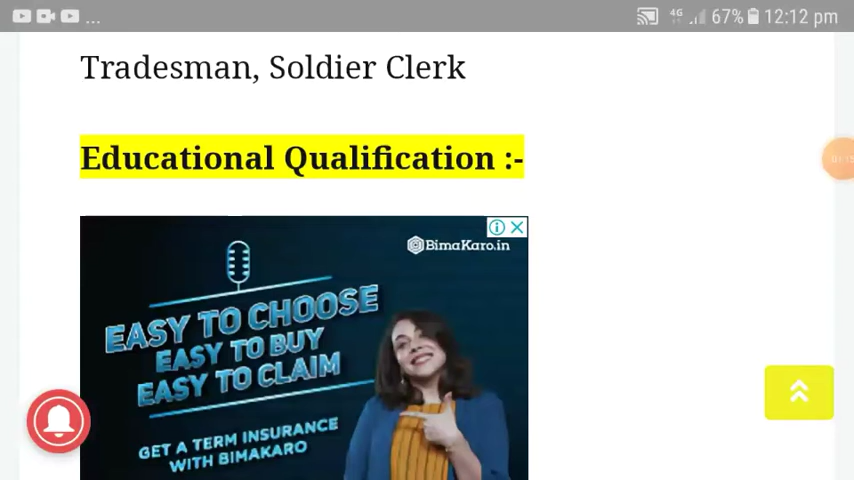 ...
4G
67%
12:12 pm
Tradesman, Soldier Clerk
Educational Qualification :-
BimaKaro.in
EASY TO CHOOSE
EASY TO BUY
EASY TO CLAIM
GET A TERM INSURANCE
WITH BIMAKARO